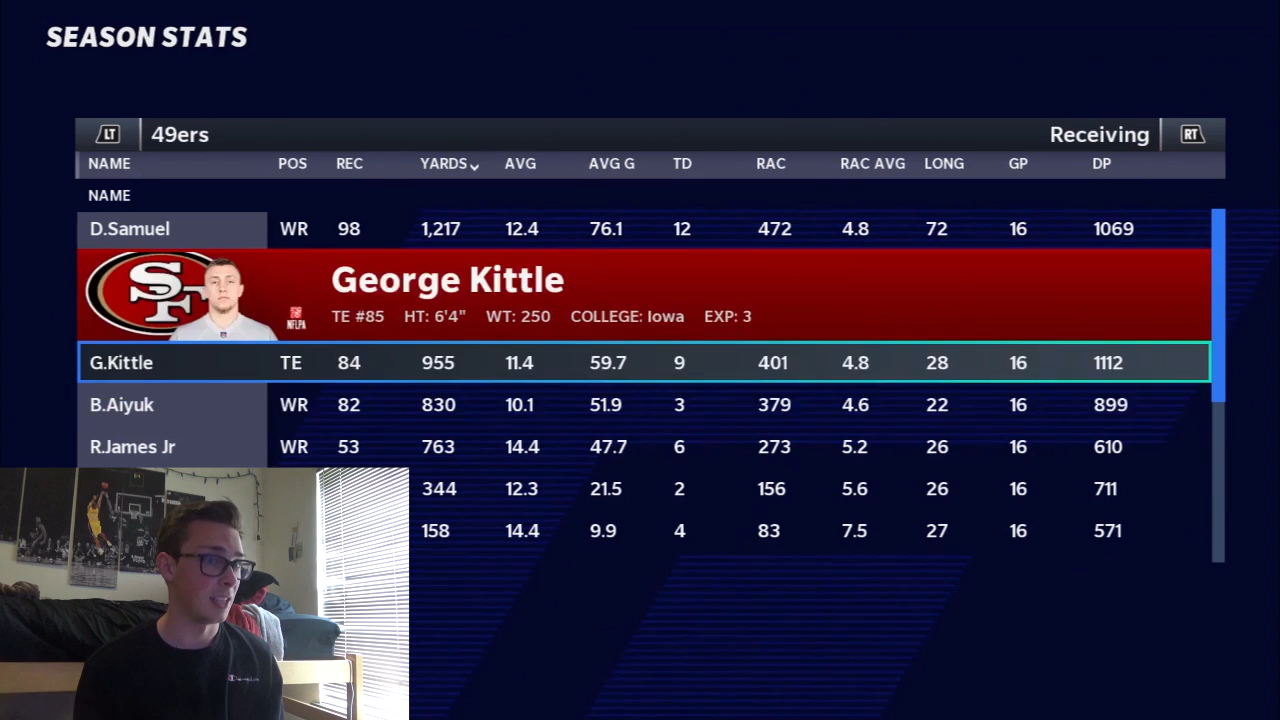 SEASON STATS
LT 49ers Receiving RT
NAME POS REC YARDS AVG AVG G TD RAC RAC AVG LONG GP DP
NAME
D.Samuel WR 98 1,217 12.4 76.1 12 472 4.8 72 16 1069
SF
George Kittle
NFLPA
TE #85 HT: 6'4" WT: 250 COLLEGE: Iowa EXP: 3
G.Kittle TE 84 955 11.4 59.7 9 401 4.8 28 16 1112
B.Aiyuk WR 82 830 10.1 51.9 3 379 4.6 22 16 899
R.James Jr WR 53 763 14.4 47.7 6 273 5.2 26 16 610
344 12.3 21.5 2 156 5.6 26 16 711
158 14.4 9.9 4 83 7.5 27 16 571
Champion